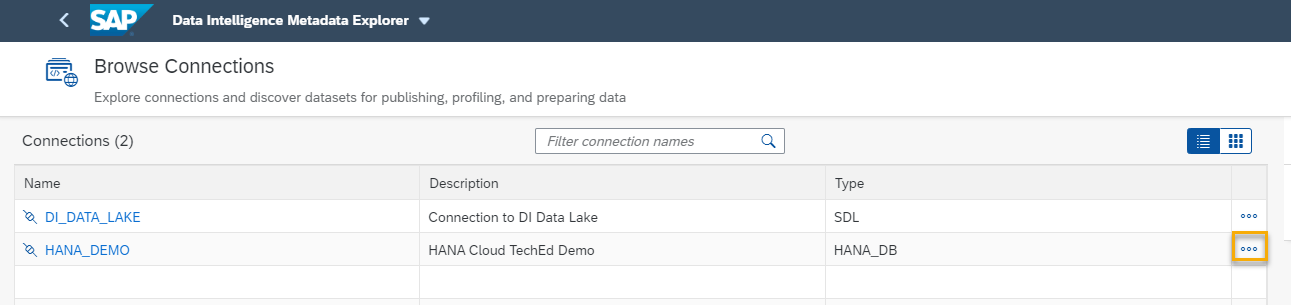 SAP Data Intelligence Metadata Explorer
Browse Connections
Explore connections and discover datasets for publishing, profiling, and preparing data
Connections (2) Filter connection names
Name Description Type
DI_DATA_LAKE Connection to DI Data Lake SDL
HANA_DEMO HANA Cloud TechEd Demo HANA_DB